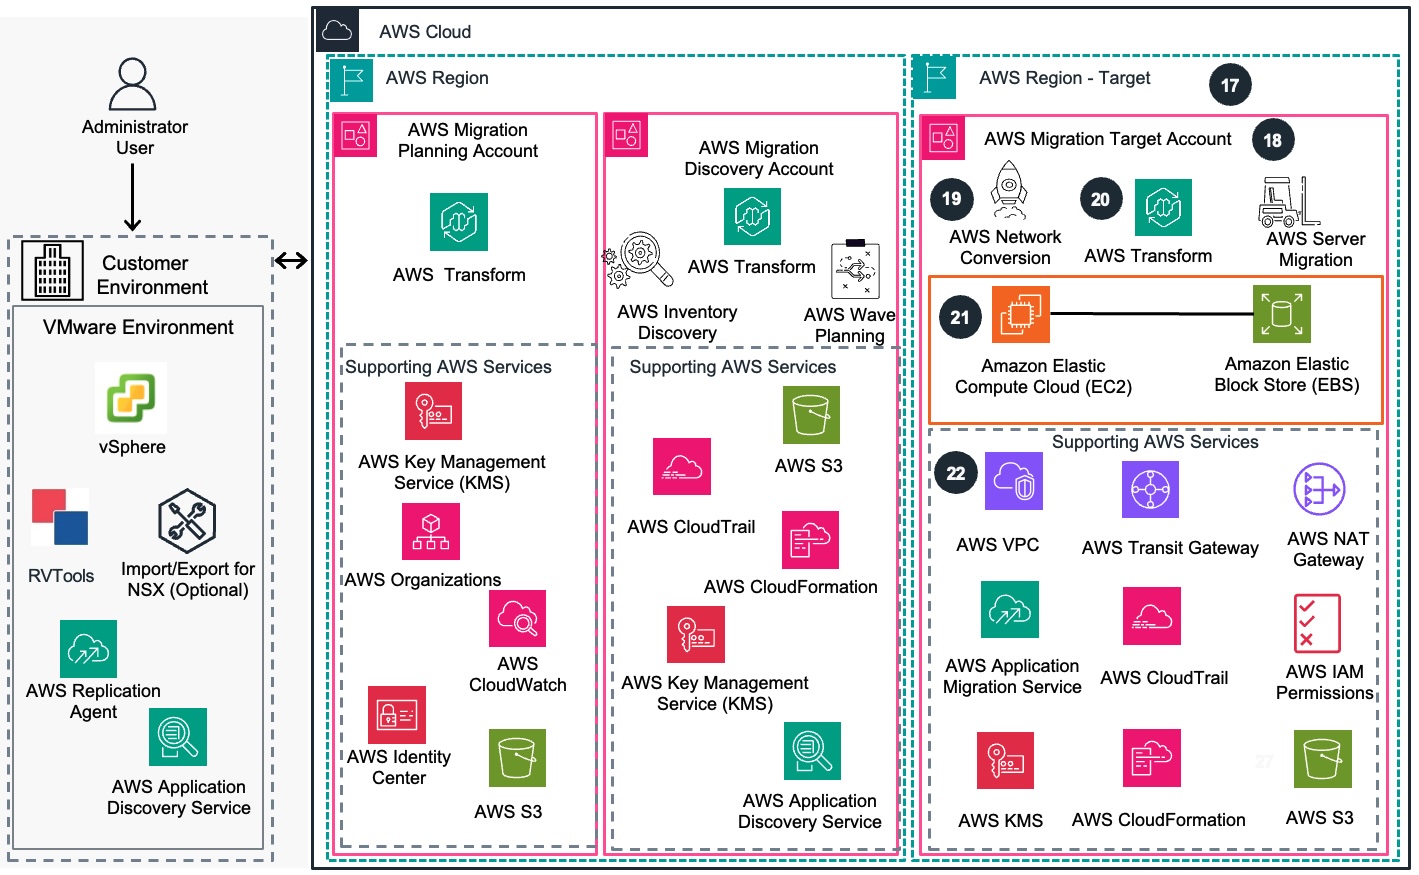 AWS Cloud
Administrator
User
Customer
Environment
VMware Environment
vSphere
RVTools
Import/Export for
NSX (Optional)
AWS Replication
Agent
AWS Application
Discovery Service
AWS Region
AWS Migration
Planning Account
AWS Transform
Supporting AWS Services
AWS Key Management
Service (KMS)
AWS Organizations
AWS
CloudWatch
AWS Identity
Center
AWS S3
AWS Migration
Discovery Account
AWS Transform
AWS Inventory
Discovery
AWS Wave
Planning
Supporting AWS Services
AWS S3
AWS CloudTrail
AWS CloudFormation
AWS Key Management
Service (KMS)
AWS Application
Discovery Service
AWS Region - Target
17
AWS Migration Target Account
18
19
AWS Network
Conversion
20
AWS Transform
AWS Server
Migration
21
Amazon Elastic
Compute Cloud (EC2)
Amazon Elastic
Block Store (EBS)
Supporting AWS Services
22
AWS VPC
AWS Transit Gateway
AWS NAT
Gateway
AWS Application
Migration Service
AWS CloudTrail
AWS IAM
Permissions
27
AWS KMS
AWS CloudFormation
AWS S3